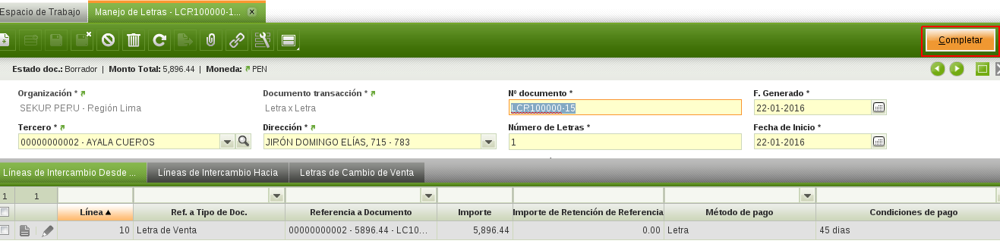 Espacio de Trabajo Manejo de Letras - LCR100000-1... x
Completar
Estado doc.: Borrador | Monto Total: 5,896.44 | Moneda: PEN
Organización * Documento transacción * Nº documento * F. Generado *
SEKUR PERU - Región Lima Letra x Letra LCR100000-15 22-01-2016
Tercero * Dirección * Número de Letras * Fecha de Inicio *
00000000002 - AYALA CUEROS JIRÓN DOMINGO ELÍAS, 715 - 783 1 22-01-2016
Líneas de Intercambio Desde ... Líneas de Intercambio Hacia Letras de Cambio de Venta
1 1
Línea Ref. a Tipo de Doc. Referencia a Documento Importe Importe de Retención de Referencia Método de pago Condiciones de pago
10 Letra de Venta 00000000002 - 5896.44 - LC10... 5,896.44 0.00 Letra 45 dias